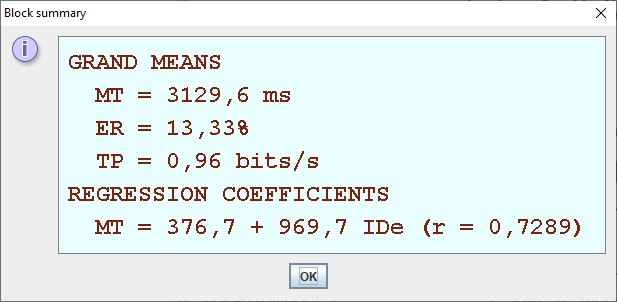 Block summary
GRAND MEANS
MT = 3129,6 ms
ER = 13,33%
TP = 0,96 bits/s
REGRESSION COEFFICIENTS
MT = 376,7 + 969,7 IDe (r = 0,7289)
OK